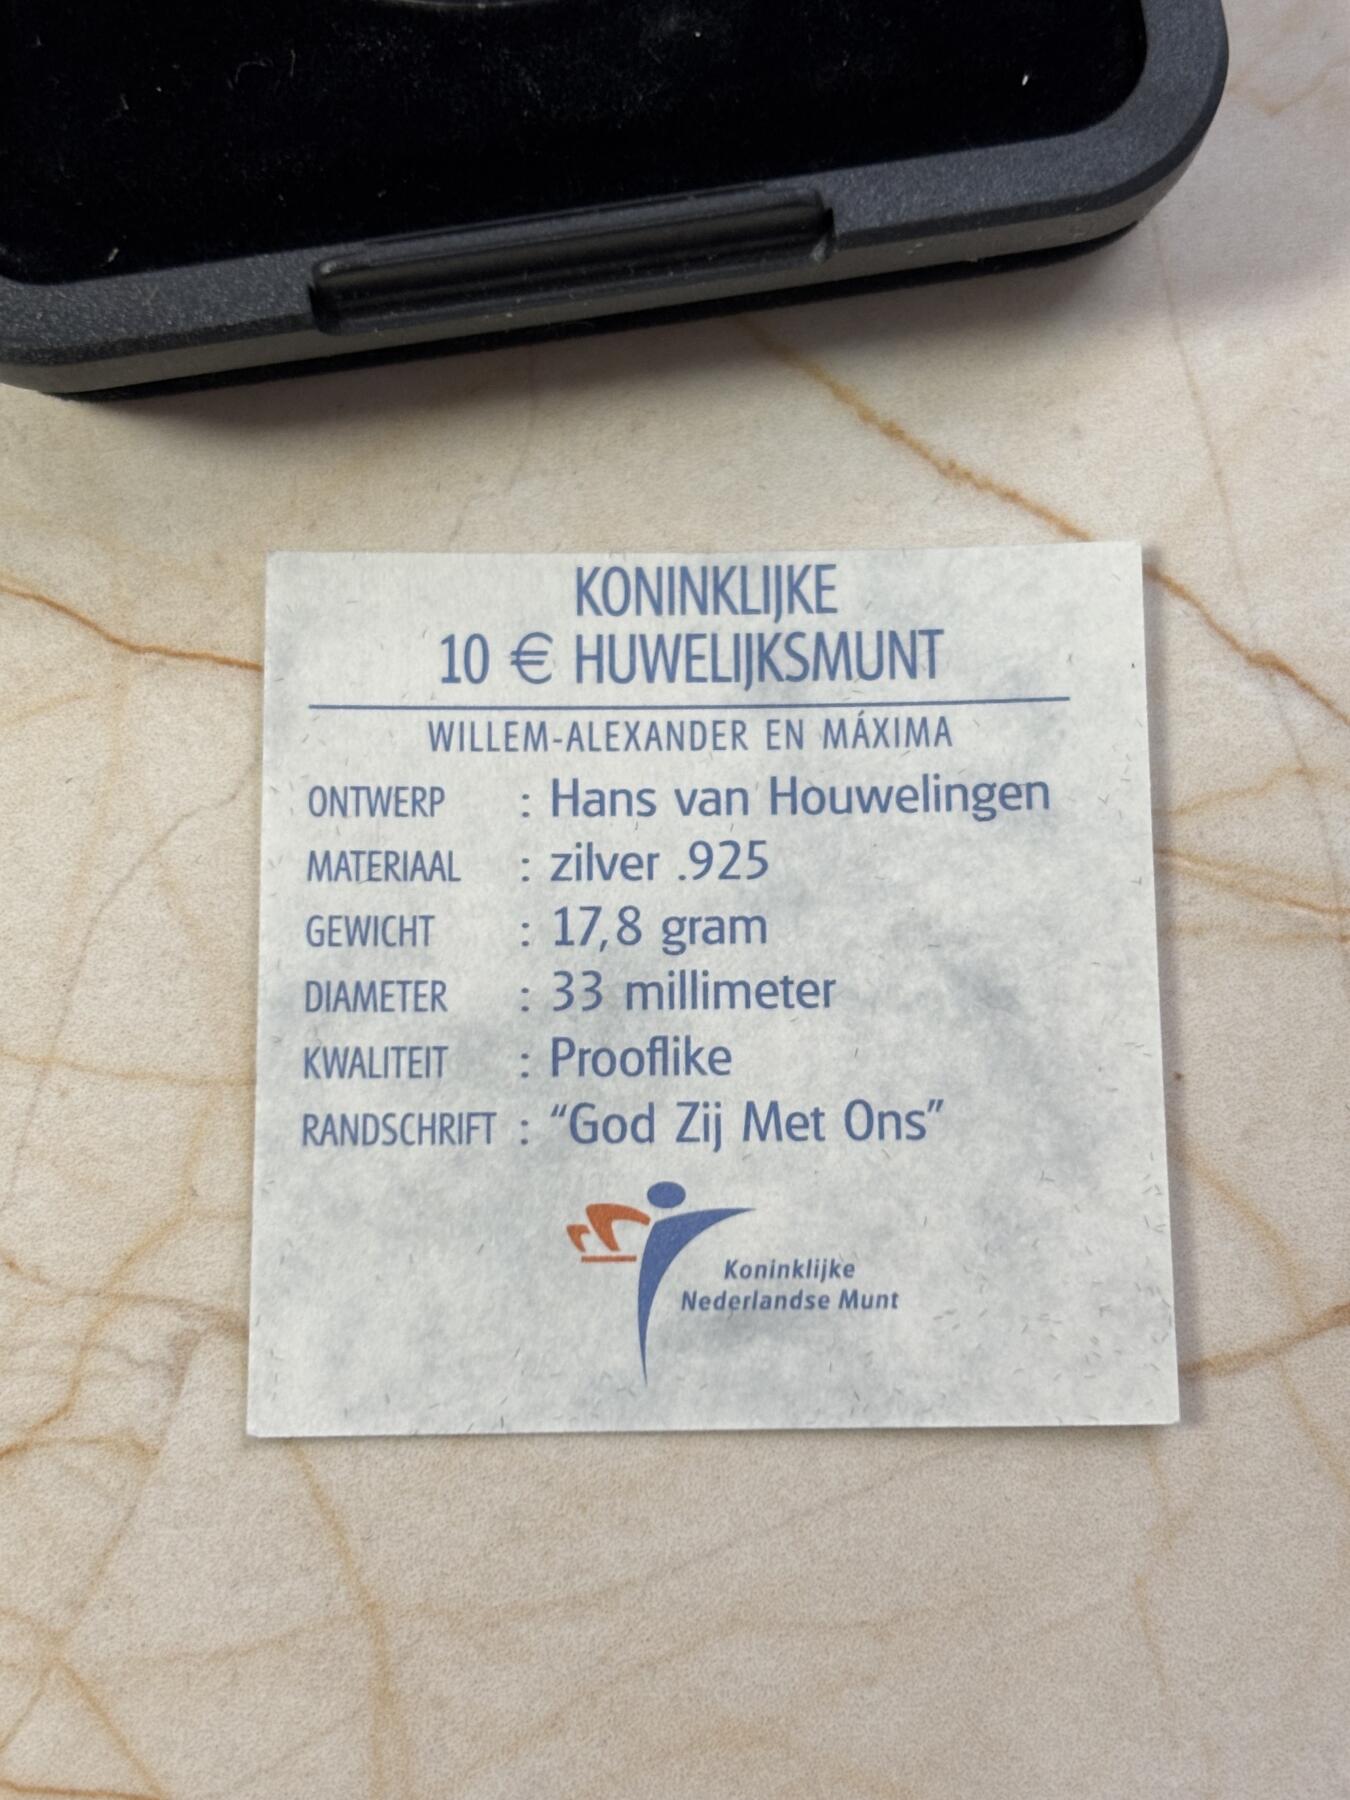 KONINKLIJKE
10 € HUWELIJKSMUNT
WILLEM-ALEXANDER EN MÁXIMA
ONTWERP : Hans van Houwelingen
MATERIAAL : zilver .925
GEWICHT : 17,8 gram
DIAMETER : 33 millimeter
KWALITEIT : Prooflike
RANDSCHRIFT : “God Zij Met Ons”
Koninklijke
Nederlandse Munt